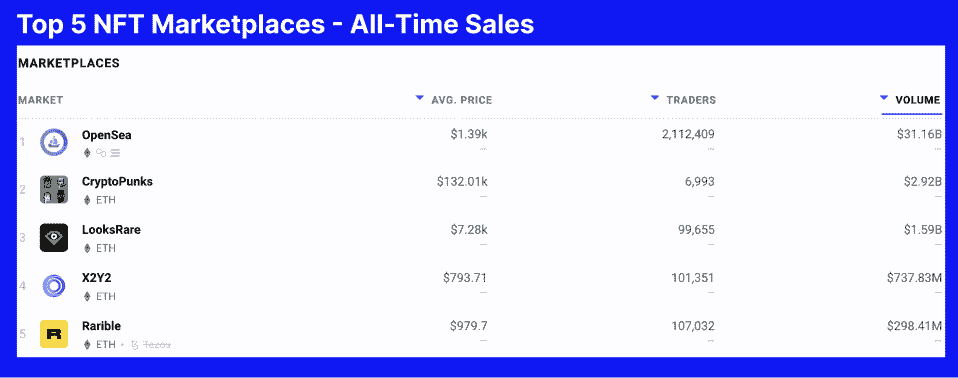 Top 5 NFT Marketplaces - All-Time Sales
MARKETPLACES
MARKET AVG. PRICE TRADERS VOLUME
1 OpenSea $1.39k 2,112,409 $31.16B
2 CryptoPunks $132.01k 6,993 $2.92B
ETH
3 LooksRare $7.28k 99,655 $1.59B
ETH
4 X2Y2 $793.71 101,351 $737.83M
ETH
5 Rarible $979.7 107,032 $298.41M
ETH • Tezos